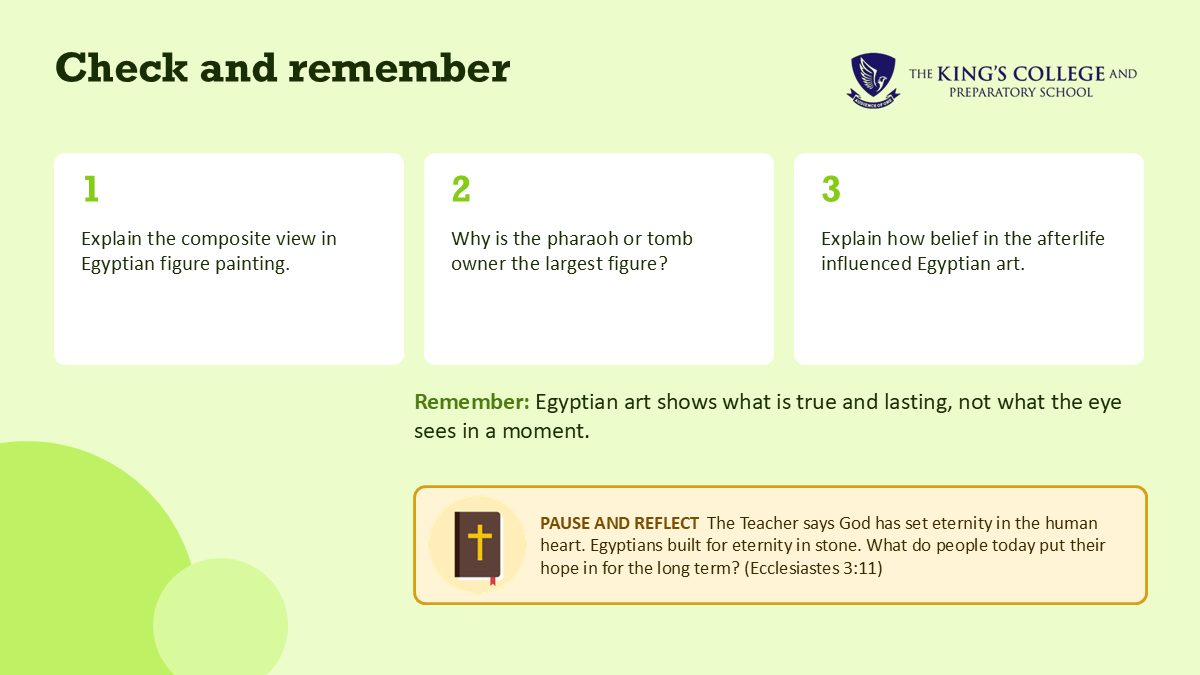 Check and remember
THE KING'S COLLEGE AND
PREPARATORY SCHOOL
AUDIENCE OF ONE
1
Explain the composite view in
Egyptian figure painting.
2
Why is the pharaoh or tomb
owner the largest figure?
3
Explain how belief in the afterlife
influenced Egyptian art.
Remember: Egyptian art shows what is true and lasting, not what the eye
sees in a moment.
PAUSE AND REFLECT The Teacher says God has set eternity in the human
heart. Egyptians built for eternity in stone. What do people today put their
hope in for the long term? (Ecclesiastes 3:11)